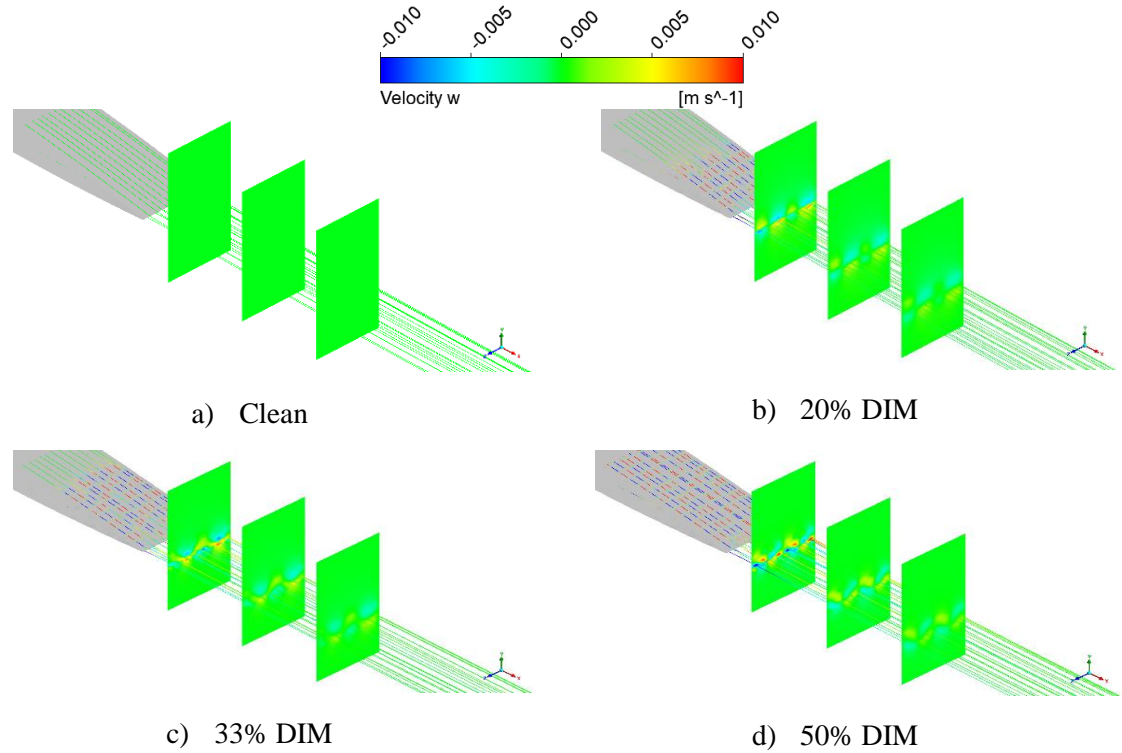 -0.010 -0.005 0.000 0.005 0.010
Velocity w [m s^-1]
a) Clean
b) 20% DIM
c) 33% DIM
d) 50% DIM